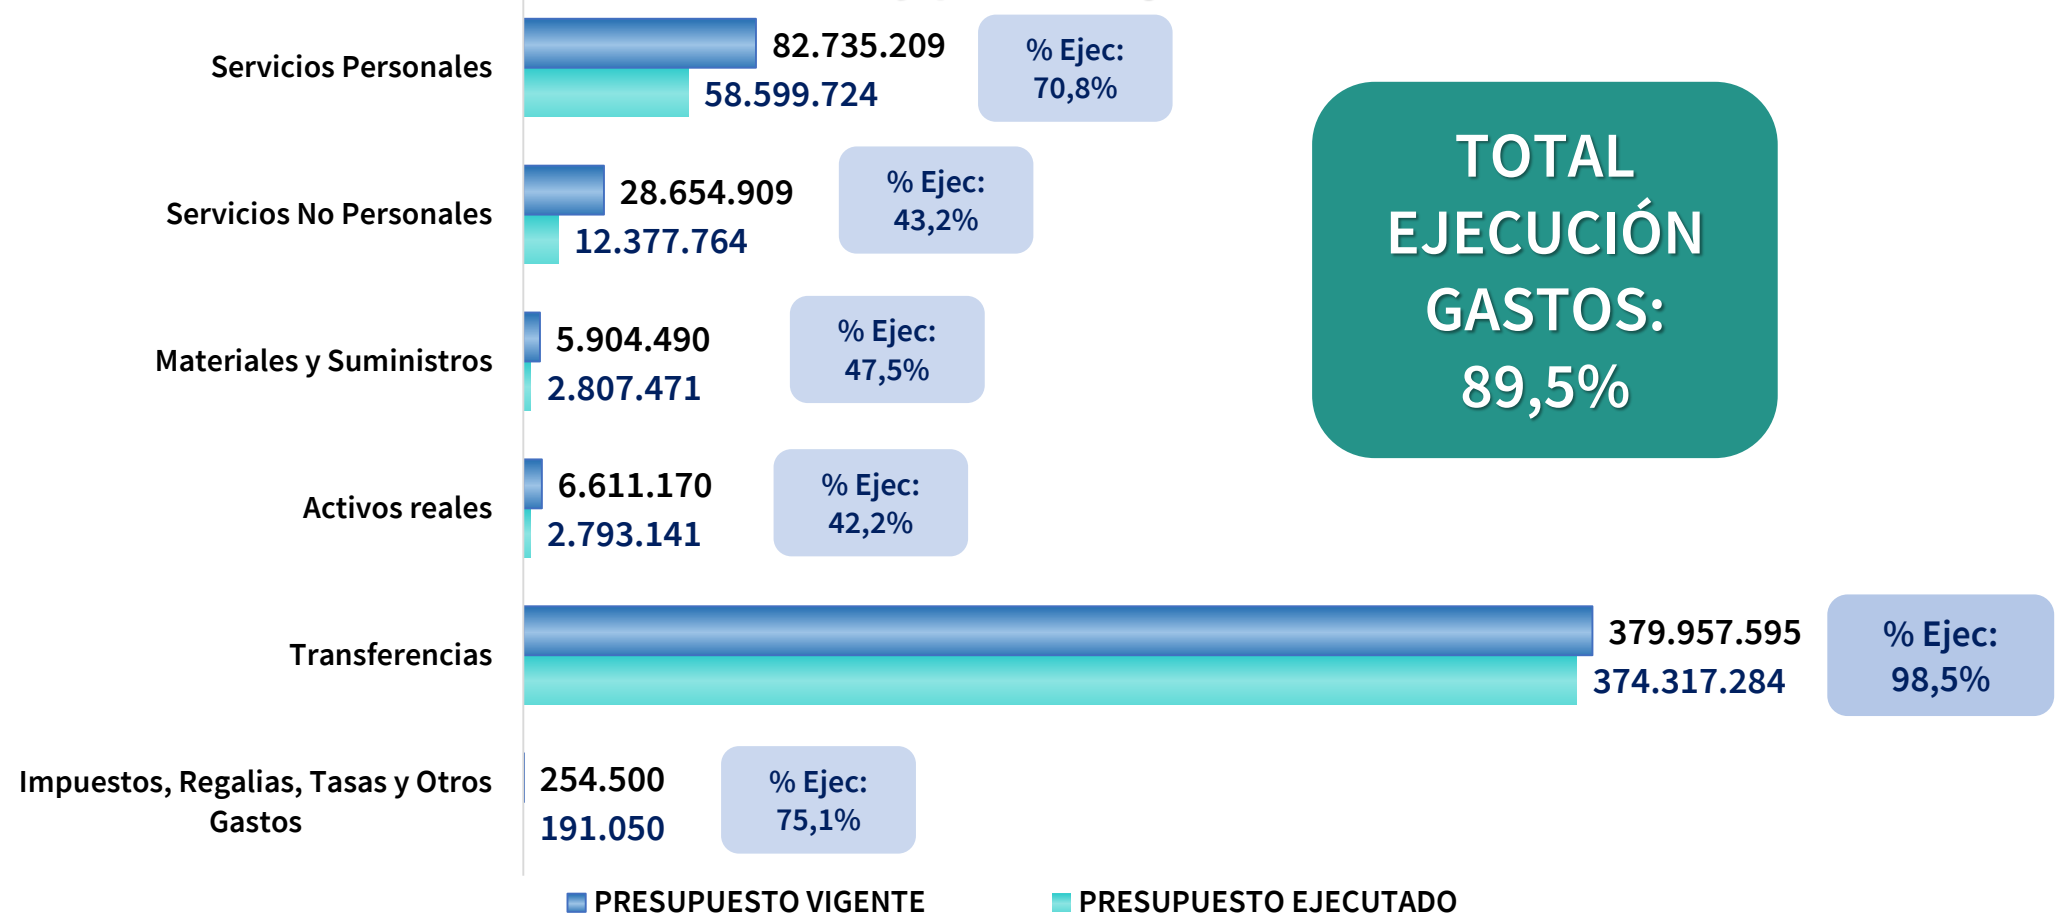 Servicios Personales
82.735.209
58.599.724
% Ejec:
70,8%
Servicios No Personales
28.654.909
12.377.764
% Ejec:
43,2%
Materiales y Suministros
5.904.490
2.807.471
% Ejec:
47,5%
Activos reales
6.611.170
2.793.141
% Ejec:
42,2%
Transferencias
379.957.595
374.317.284
% Ejec:
98,5%
Impuestos, Regalias, Tasas y Otros
Gastos
254.500
191.050
% Ejec:
75,1%
TOTAL
EJECUCIÓN
GASTOS:
89,5%
PRESUPUESTO VIGENTE
PRESUPUESTO EJECUTADO